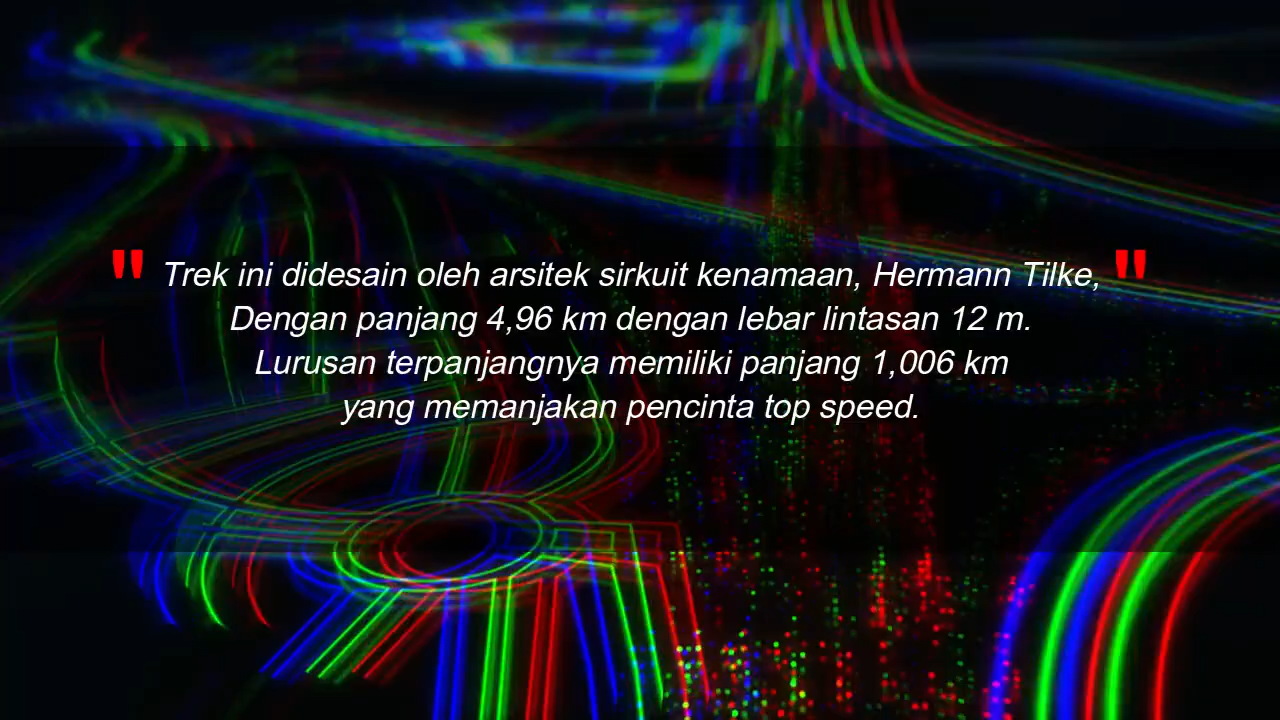 " Trek ini didesain oleh arsitek sirkuit kenamaan, Hermann Tilke, "
Dengan panjang 4,96 km dengan lebar lintasan 12 m.
Lurusan terpanjangnya memiliki panjang 1,006 km
yang memanjakan pencinta top speed.